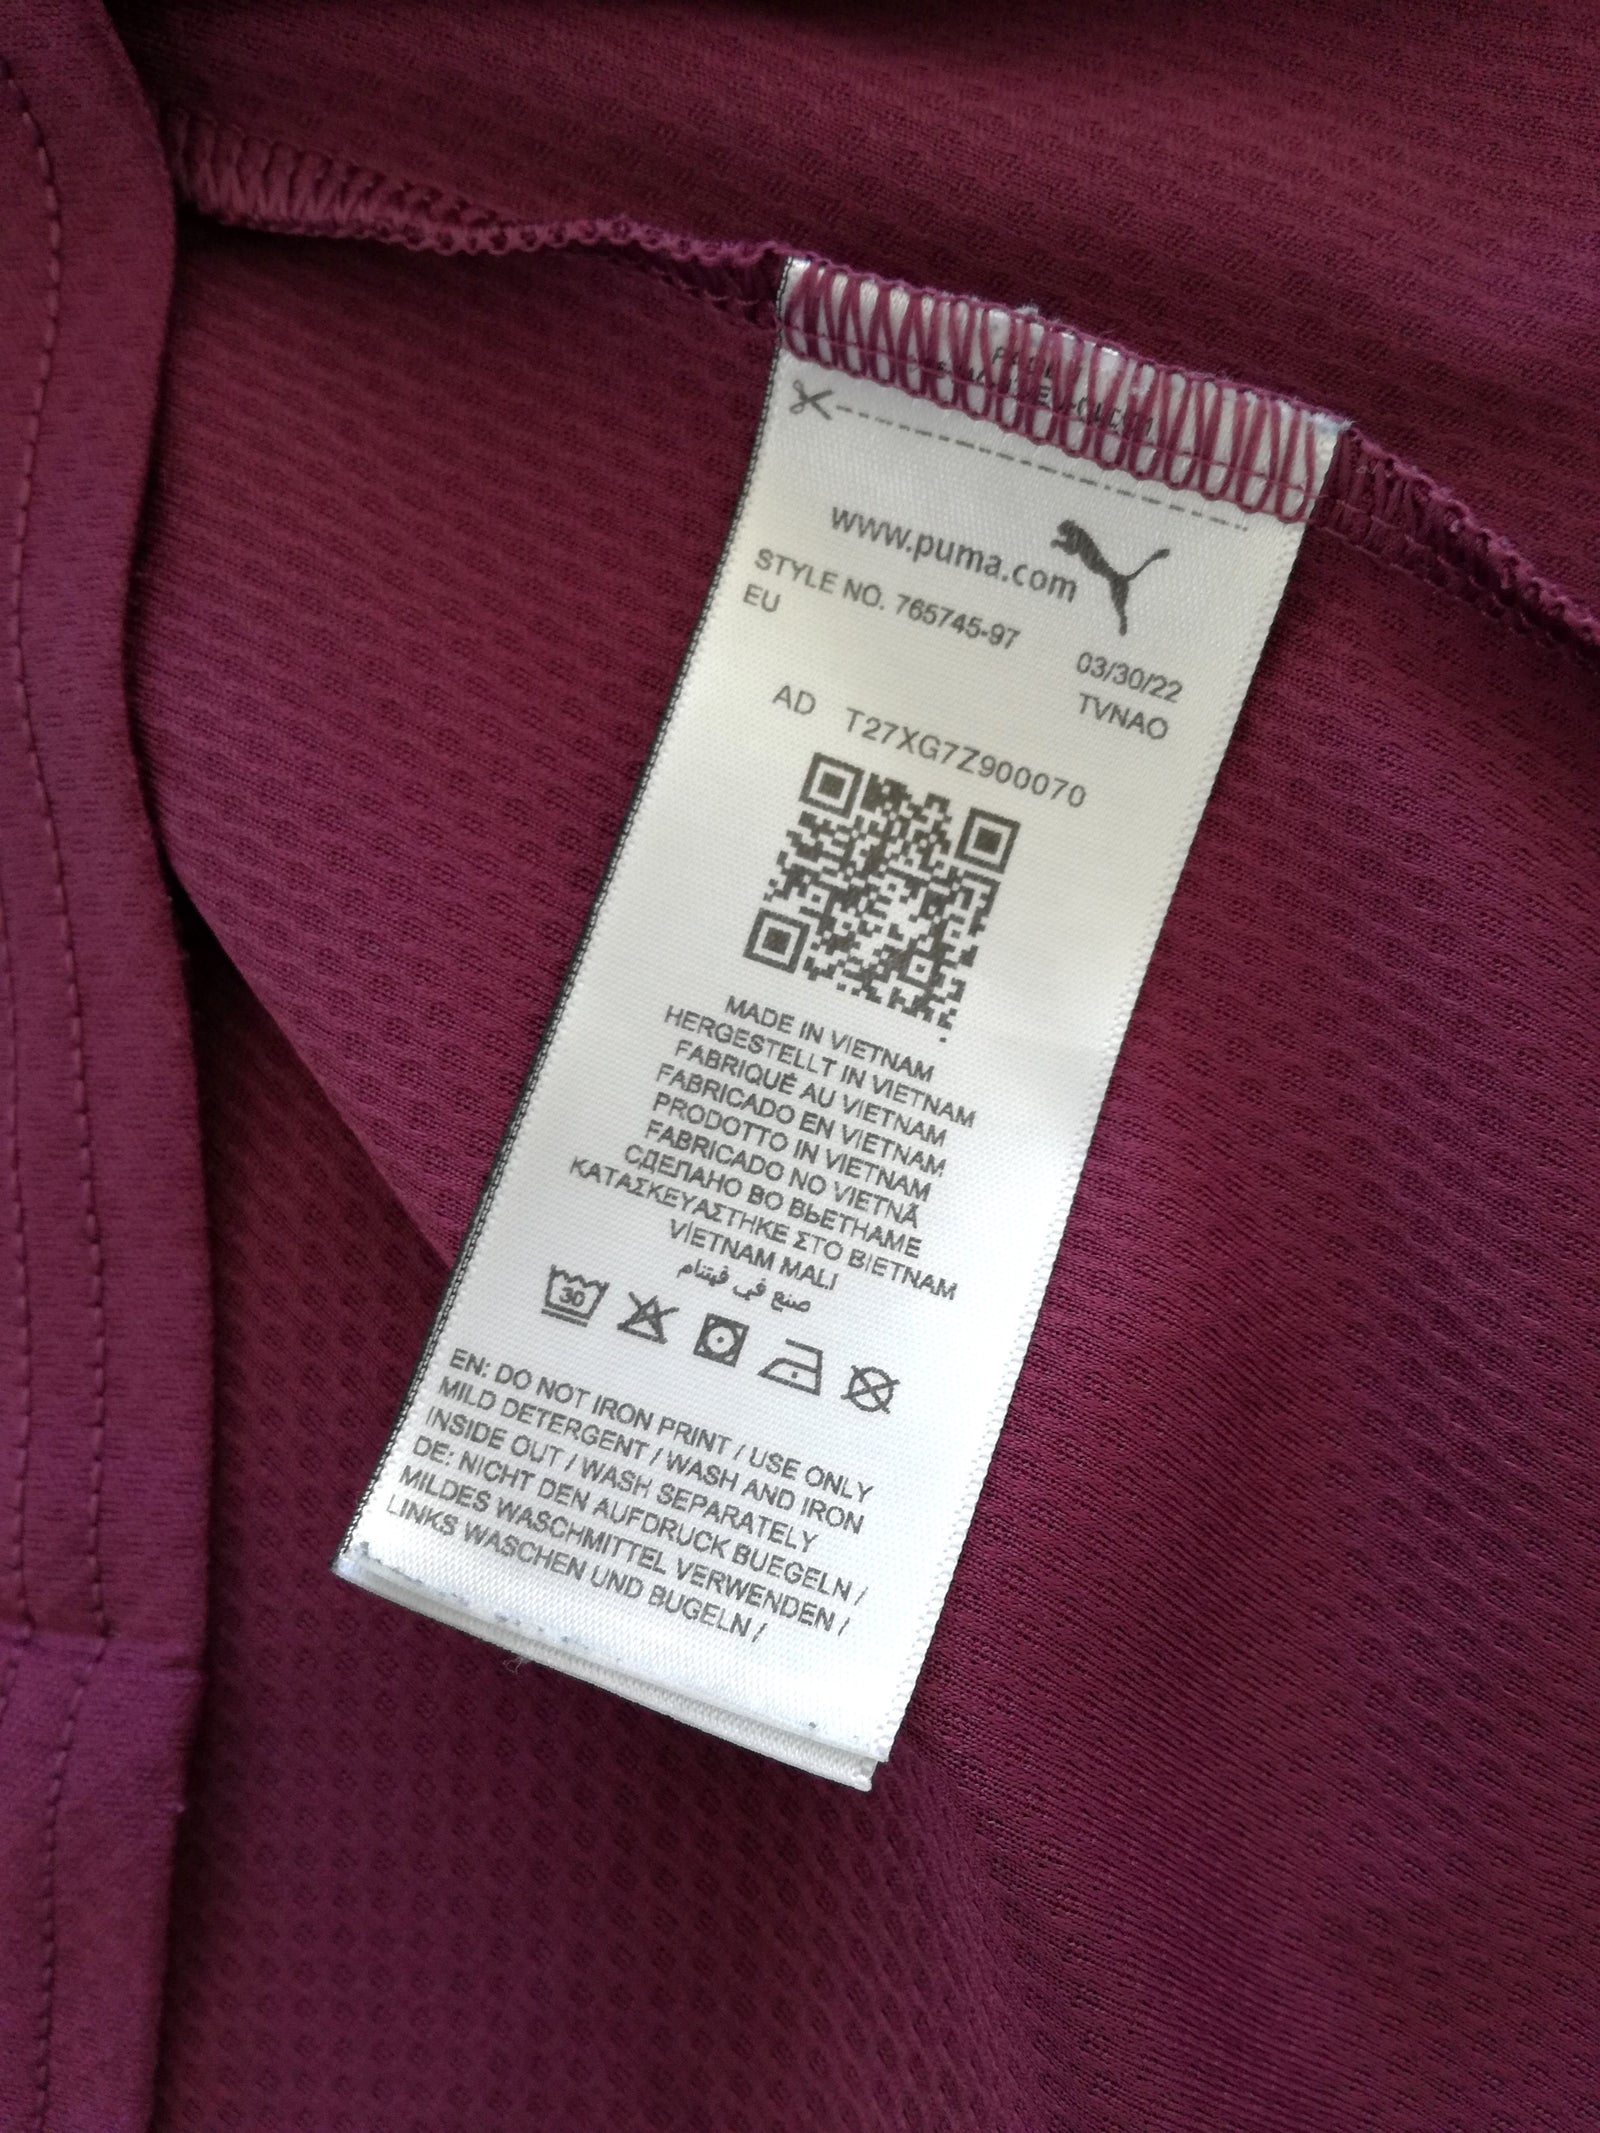 www.puma.com
STYLE NO. 765745-97 03/30/22
EU TVNAO
AD T27XG7Z900070
MADE IN VIETNAM
HERGESTELLT IN VIETNAM
FABRIQUÉ AU VIETNAM
FABRICADO EN VIETNAM
PRODOTTO IN VIETNAM
FABRICADO NO VIETNÃ
СДЕЛАНО ВО ВЬЕТНАМЕ
ΚΑΤΑΣΚΕΥΑΣΤΗΚΕ ΣΤΟ ΒΙΕΤΝΑΜ
VIETNAM MALI
صنع في فيتنام
30
EN: DO NOT IRON PRINT / USE ONLY
MILD DETERGENT / WASH AND IRON
INSIDE OUT / WASH SEPARATELY
DE: NICHT DEN AUFDRUCK BUEGELN /
MILDES WASCHMITTEL VERWENDEN /
LINKS WASCHEN UND BUGELN /